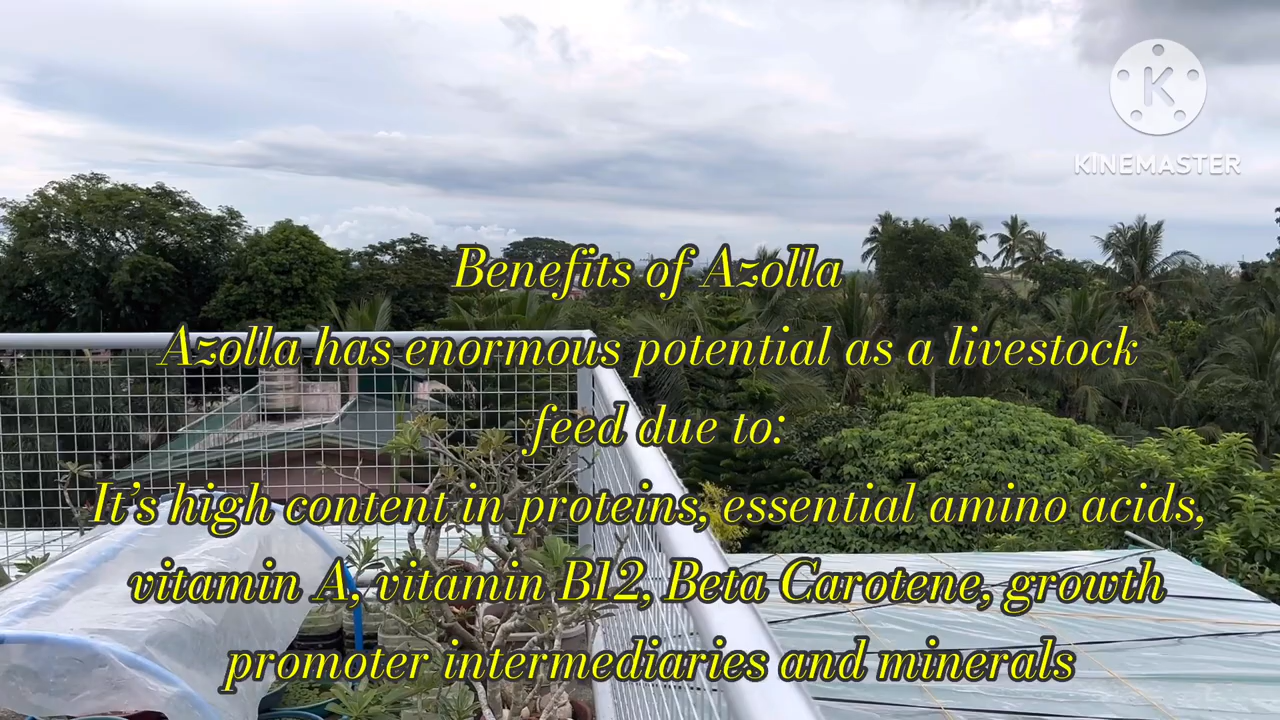 KINEMASTER
Benefits of Azolla
Azolla has enormous potential as a livestock
feed due to:
It's high content in proteins, essential amino acids,
vitamin A, vitamin B12, Beta Carotene, growth
promoter intermediaries and minerals